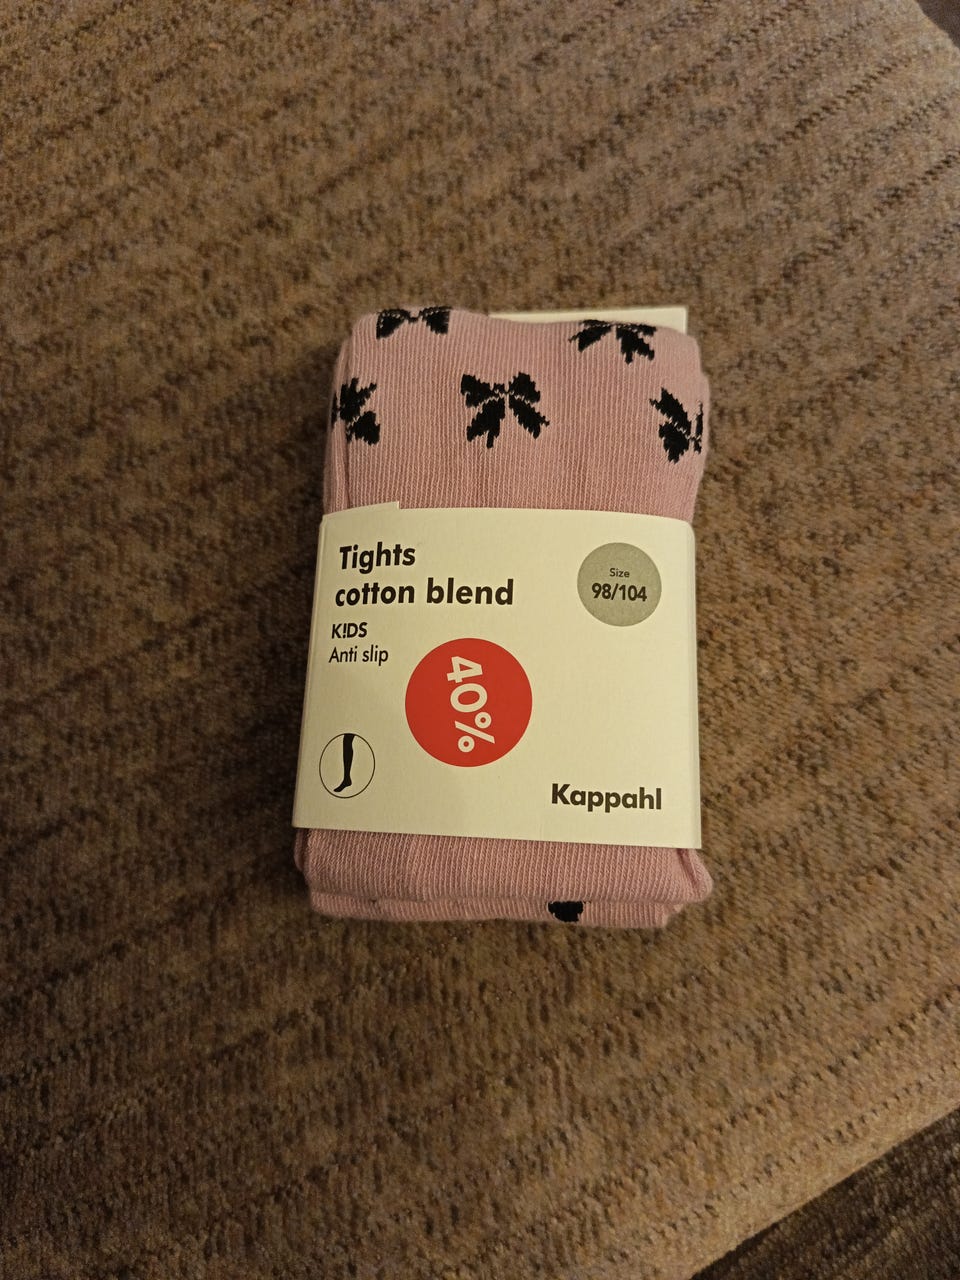 Tights
cotton blend
K!DS
Anti slip
Size
98/104
40%
Kappahl